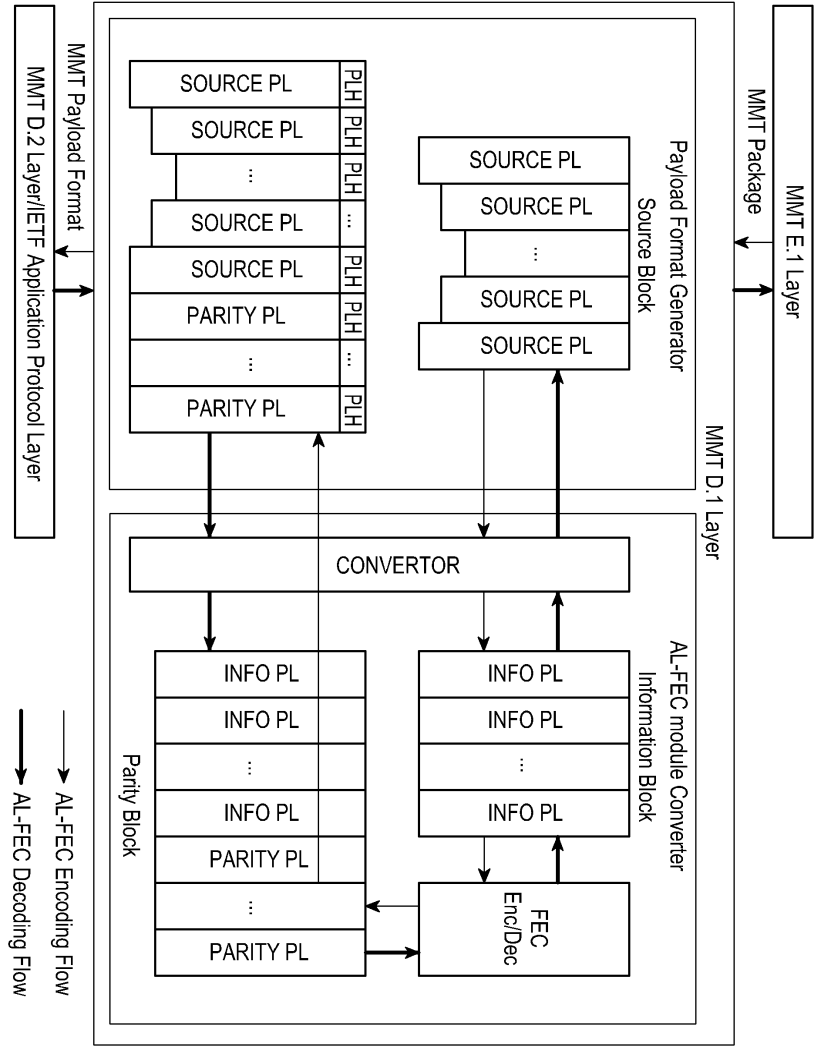 MMT E.1 Layer
MMT Package
MMT D.1 Layer
Payload Format Generator
Source Block
SOURCE PL
SOURCE PL
...
SOURCE PL
SOURCE PL
SOURCE PL PLH
SOURCE PL PLH
... PLH
SOURCE PL ...
SOURCE PL PLH
PARITY PL PLH
... ...
PARITY PL PLH
MMT Payload Format
MMT D.2 Layer/IETF Application Protocol Layer
AL-FEC module Converter
CONVERTOR
Information Block
INFO PL
INFO PL
...
INFO PL
FEC
Enc/Dec
INFO PL
INFO PL
...
INFO PL
PARITY PL
...
PARITY PL
Parity Block
AL-FEC Encoding Flow
AL-FEC Decoding Flow